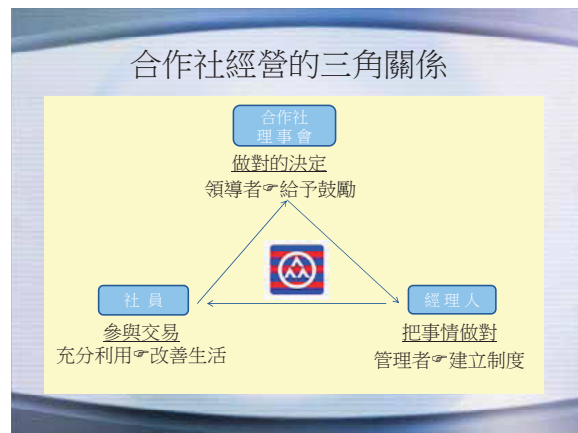 合作社經營的三角關係
合作社
理事會
做對的決定
領導者☞給予鼓勵
社員
參與交易
充分利用☞改善生活
經理人
把事情做對
管理者☞建立制度